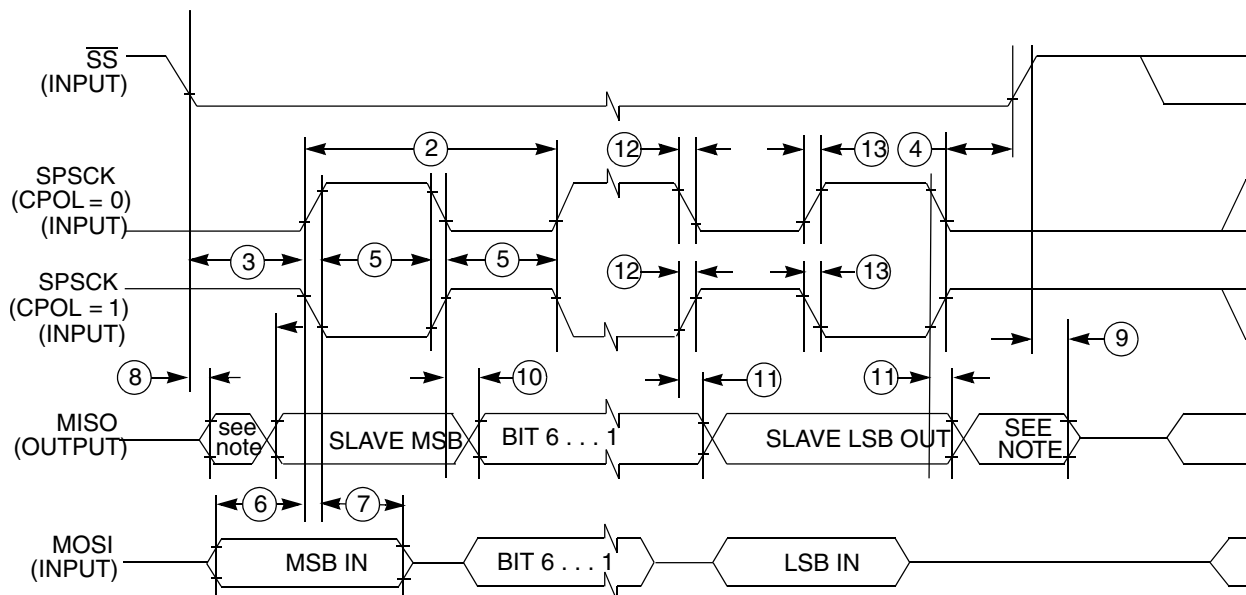 SS
(INPUT)
2
12
13
4
SPSCK
(CPOL = 0)
(INPUT)
3
5
5
12
13
SPSCK
(CPOL = 1)
(INPUT)
8
10
11
11
9
MISO
(OUTPUT)
see
note
SLAVE MSB
BIT 6 . . . 1
SLAVE LSB OUT
SEE
NOTE
6
7
MOSI
(INPUT)
MSB IN
BIT 6 . . . 1
LSB IN